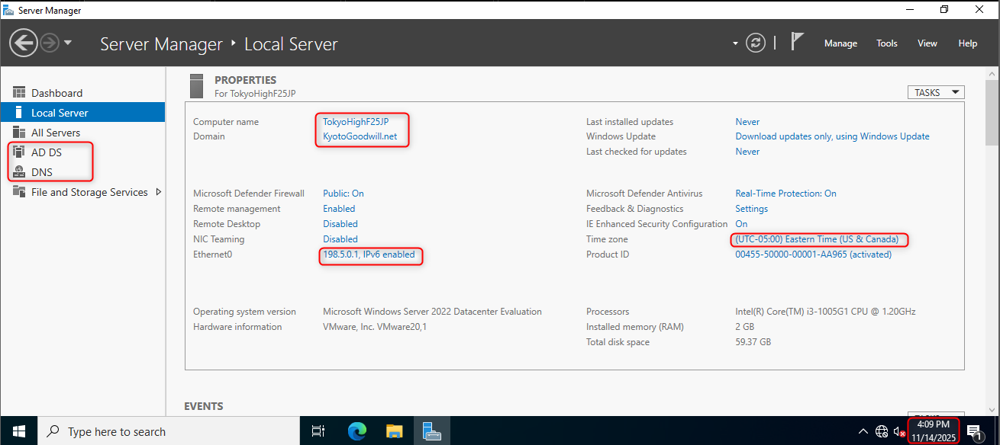 Server Manager
Server Manager ‣ Local Server
Manage Tools View Help
Dashboard
Local Server
All Servers
AD DS
DNS
File and Storage Services
PROPERTIES
For TokyoHighF25JP
TASKS
Computer name TokyoHighF25JP
Domain KyotoGoodwill.net
Last installed updates Never
Windows Update Download updates only, using Windows Update
Last checked for updates Never
Microsoft Defender Firewall Public: On
Remote management Enabled
Remote Desktop Disabled
NIC Teaming Disabled
Ethernet0 198.5.0.1, IPv6 enabled
Microsoft Defender Antivirus Real-Time Protection: On
Feedback & Diagnostics Settings
IE Enhanced Security Configuration On
Time zone (UTC-05:00) Eastern Time (US & Canada)
Product ID 00455-50000-00001-AA965 (activated)
Operating system version Microsoft Windows Server 2022 Datacenter Evaluation
Hardware information VMware, Inc. VMware20,1
Processors Intel(R) Core(TM) i3-1005G1 CPU @ 1.20GHz
Installed memory (RAM) 2 GB
Total disk space 59.37 GB
EVENTS
Type here to search
4:09 PM
11/14/2025
1